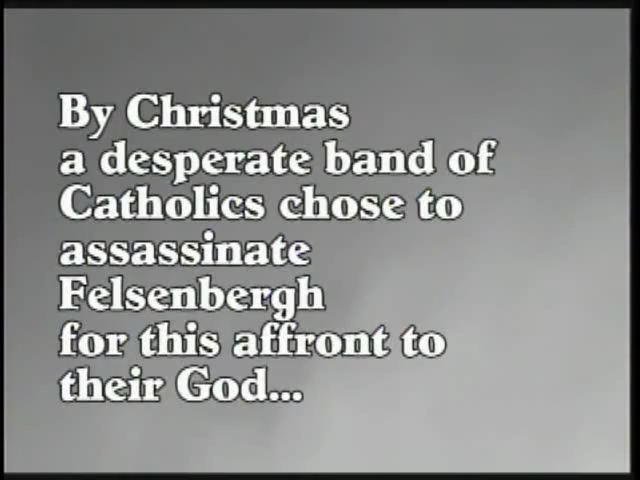 By Christmas
a desperate band of
Catholics chose to
assassinate
Felsenbergh
for this affront to
their God...